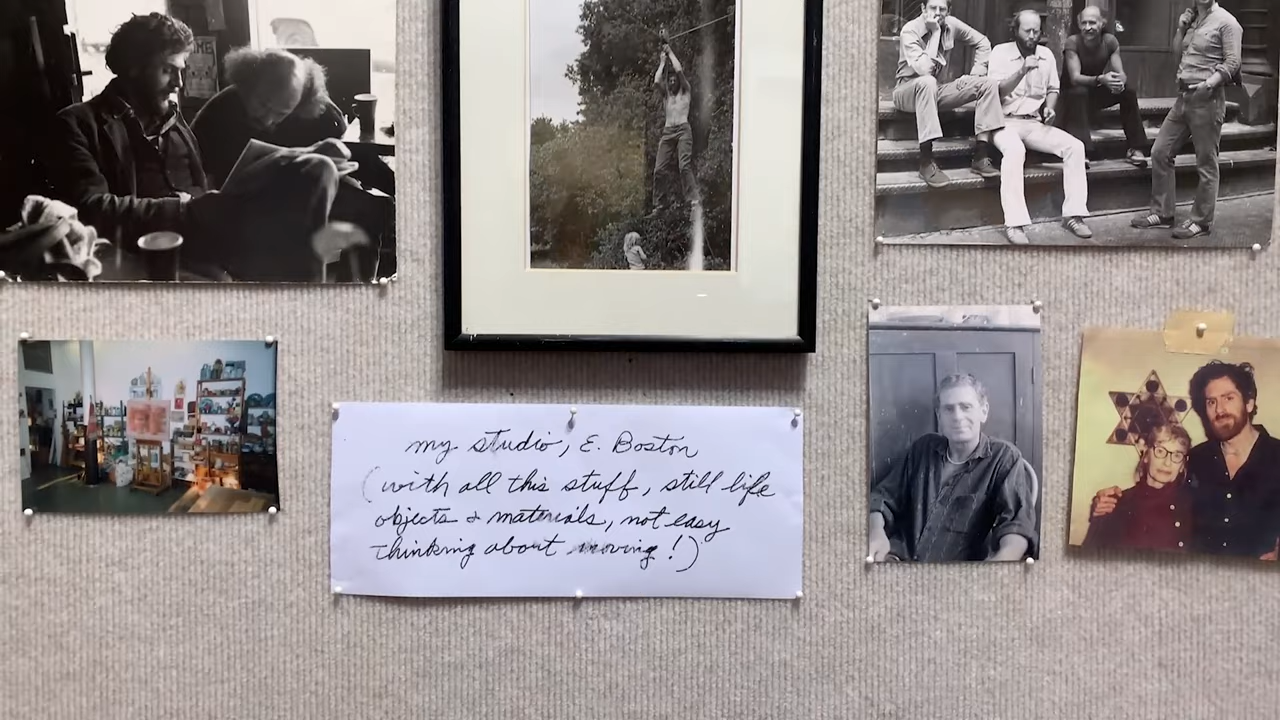 my studio, E. Boston
(with all this stuff, still life
objects & materials, not easy
thinking about moving!)